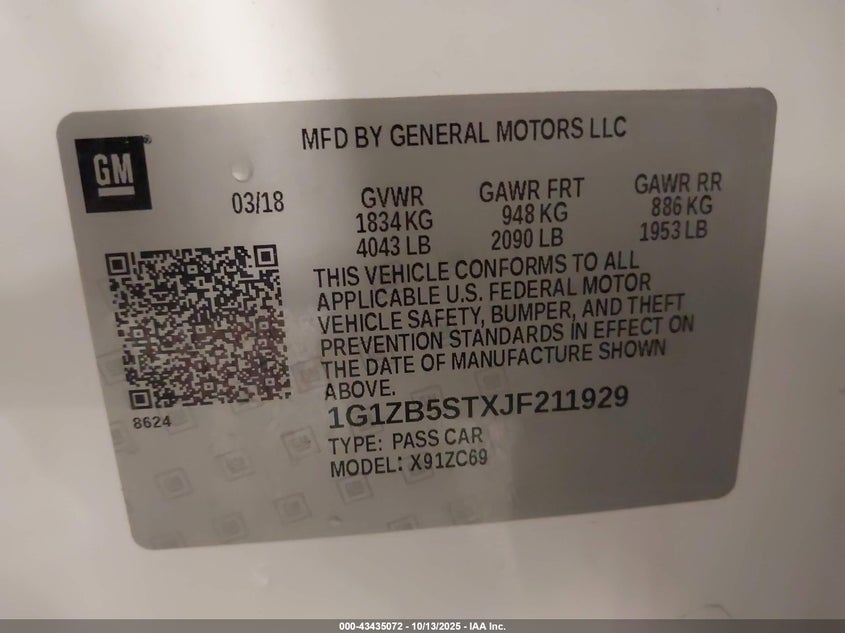 MFD BY GENERAL MOTORS LLC
GM ®
03/18
GVWR GAWR FRT GAWR RR
1834 KG 948 KG 886 KG
4043 LB 2090 LB 1953 LB
THIS VEHICLE CONFORMS TO ALL
APPLICABLE U.S. FEDERAL MOTOR
VEHICLE SAFETY, BUMPER, AND THEFT
PREVENTION STANDARDS IN EFFECT ON
THE DATE OF MANUFACTURE SHOWN
ABOVE.
8624
1G1ZB5STXJF211929
TYPE: PASS CAR
MODEL: X91ZC69
000-43435072 - 10/13/2025 - IAA Inc.